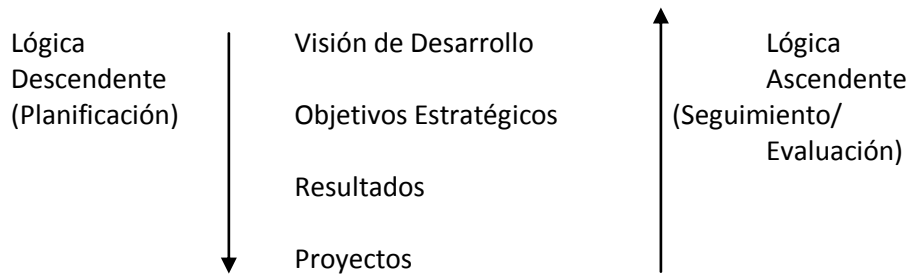 Lógica
Descendente
(Planificación)
Visión de Desarrollo
Objetivos Estratégicos
Resultados
Proyectos
Lógica
Ascendente
(Seguimiento/
Evaluación)